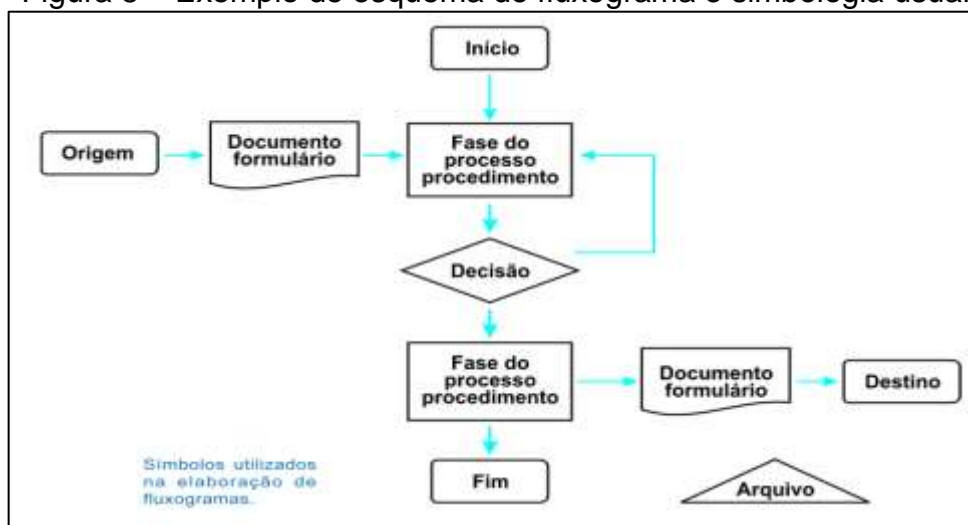 Início
Origem
Documento
formulário
Fase do
processo
procedimento
Decisão
Fase do
processo
procedimento
Documento
formulário
Destino
Símbolos utilizados
na elaboração de
fluxogramas.
Fim
Arquivo